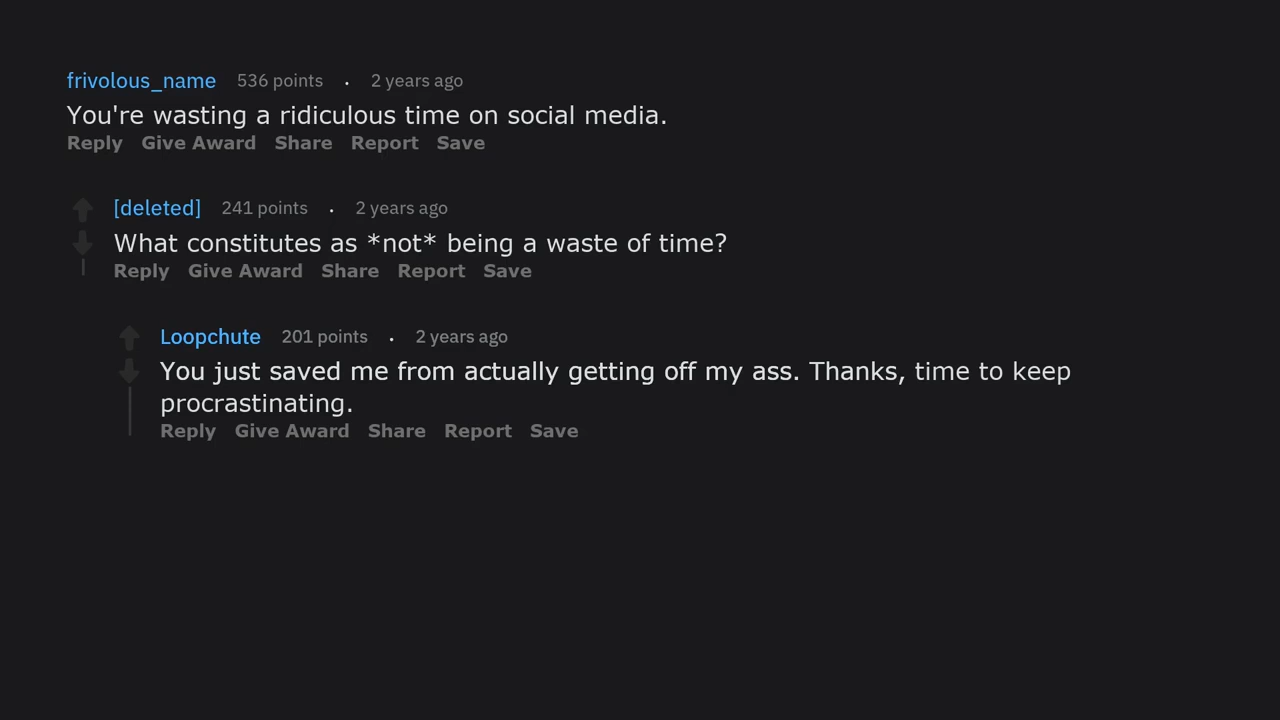 frivolous_name 536 points · 2 years ago
You're wasting a ridiculous time on social media.
Reply Give Award Share Report Save
[deleted] 241 points · 2 years ago
What constitutes as *not* being a waste of time?
Reply Give Award Share Report Save
Loopchute 201 points · 2 years ago
You just saved me from actually getting off my ass. Thanks, time to keep
procrastinating.
Reply Give Award Share Report Save